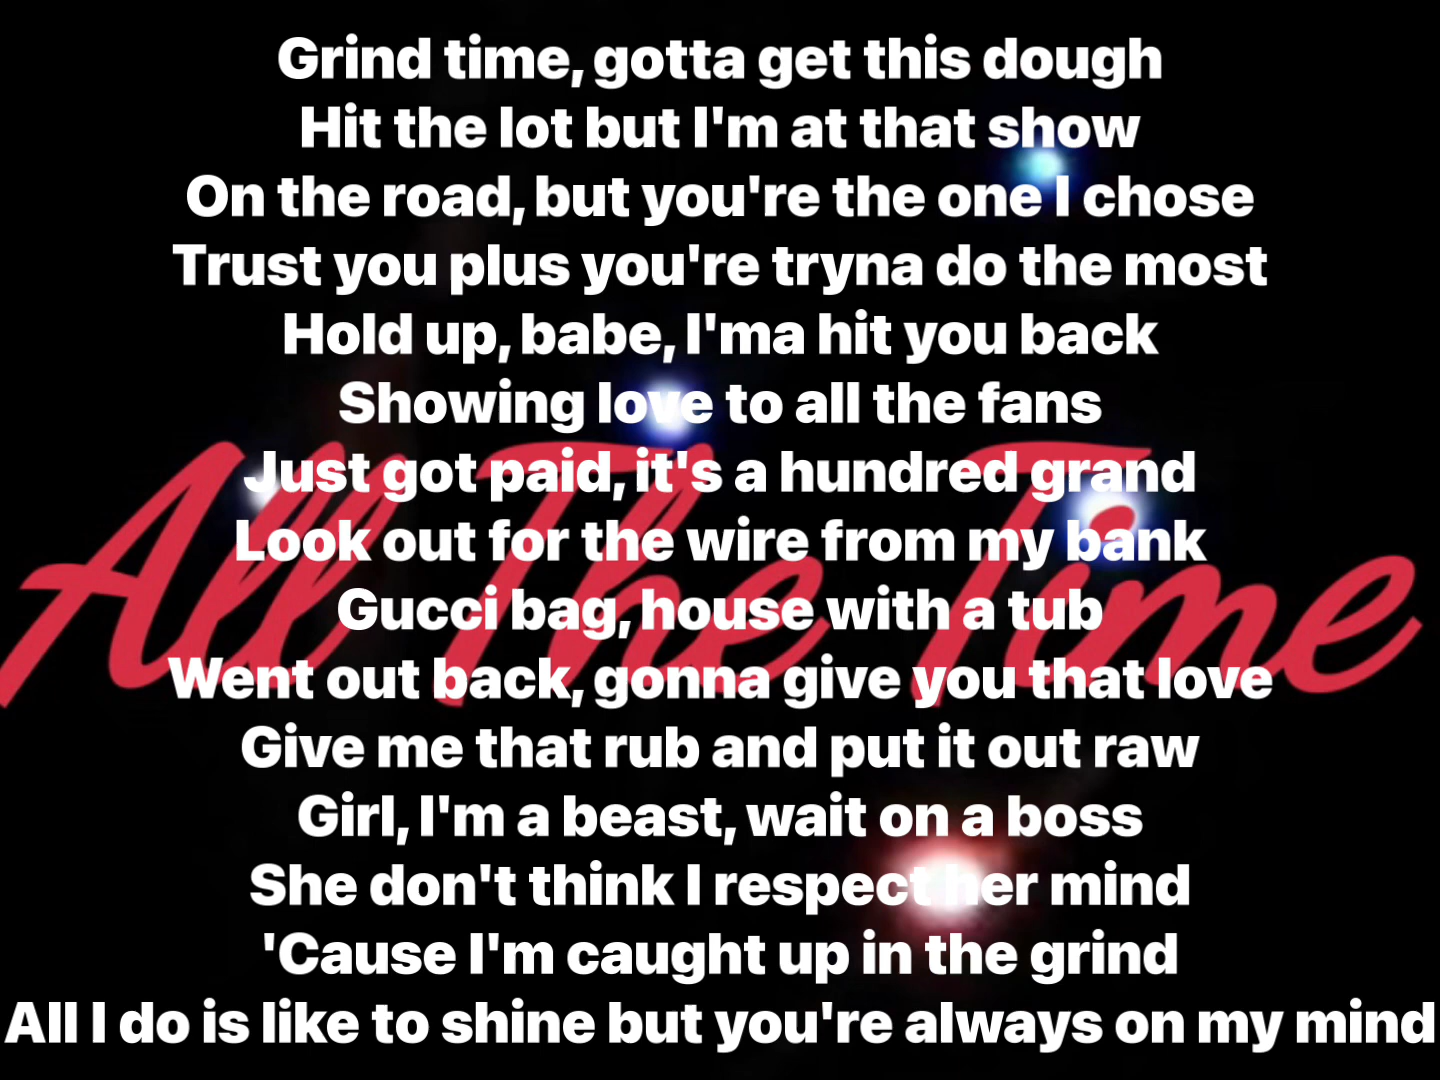 Grind time, gotta get this dough
Hit the lot but I'm at that show
On the road, but you're the one I chose
Trust you plus you're tryna do the most
Hold up, babe, I'ma hit you back
Showing love to all the fans
Just got paid, it's a hundred grand
Look out for the wire from my bank
All The Time
Gucci bag, house with a tub
Went out back, gonna give you that love
Give me that rub and put it out raw
Girl, I'm a beast, wait on a boss
She don't think I respect her mind
'Cause I'm caught up in the grind
All I do is like to shine but you're always on my mind